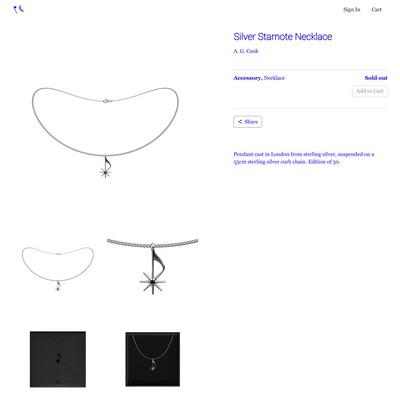 Sign In Cart
Silver Starnote Necklace
A. G. Cook
Accessory, Necklace Sold out
Add to Cart
Share
Pendant cast in London from sterling silver, suspended on a
55cm sterling silver curb chain. Edition of 50.